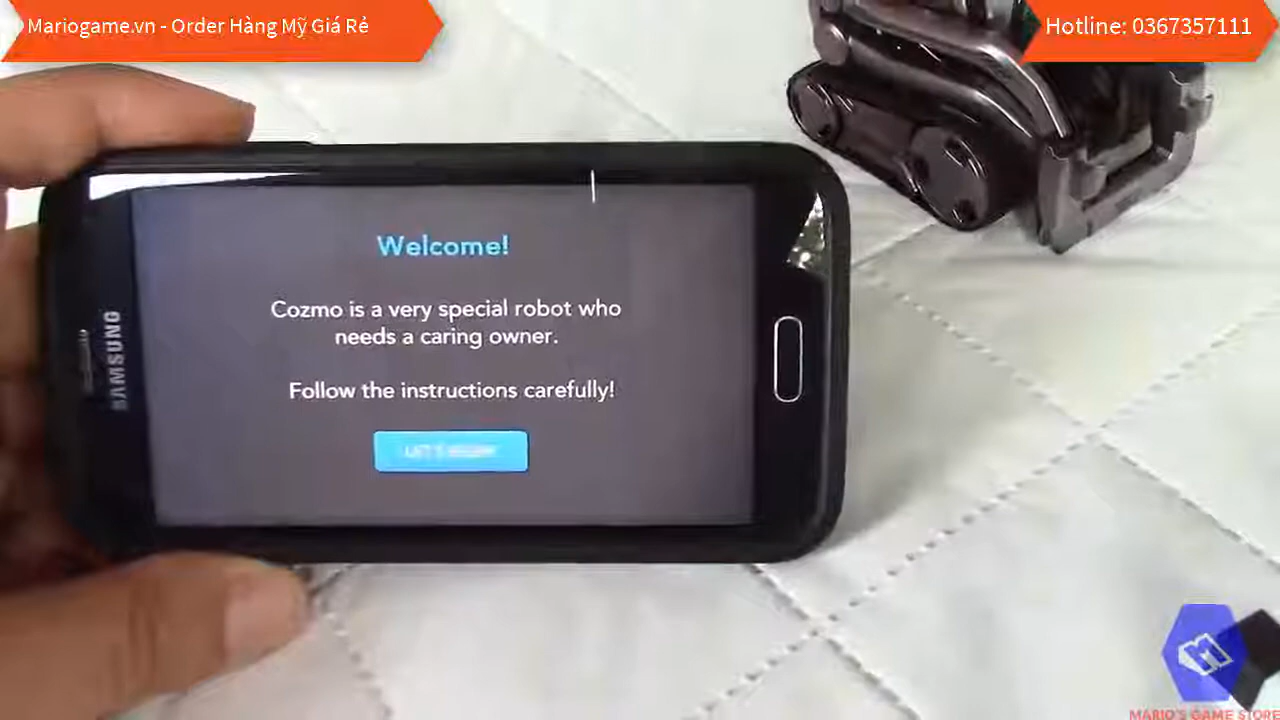 Mariogame.vn - Order Hàng Mỹ Giá Rẻ
Hotline: 0367357111
SAMSUNG
Welcome!
Cozmo is a very special robot who
needs a caring owner.
Follow the instructions carefully!
M
MARIO'S GAME STORE